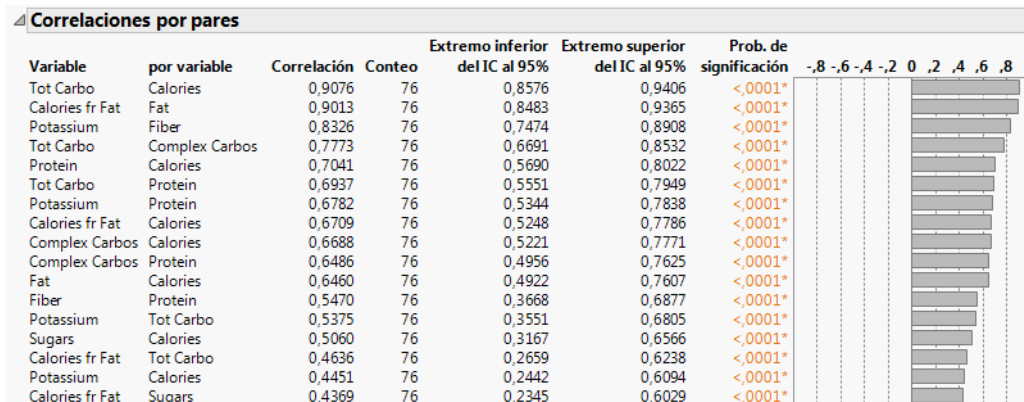 Correlaciones por pares
Extremo inferior Extremo superior Prob. de
Variable por variable Correlación Conteo del IC al 95% del IC al 95% significación -,8 -,6 -,4 -,2 0 ,2 ,4 ,6 ,8
Tot Carbo Calories 0,9076 76 0,8576 0,9406 <,0001*
Calories fr Fat Fat 0,9013 76 0,8483 0,9365 <,0001*
Potassium Fiber 0,8326 76 0,7474 0,8908 <,0001*
Tot Carbo Complex Carbos 0,7773 76 0,6691 0,8532 <,0001*
Protein Calories 0,7041 76 0,5690 0,8022 <,0001*
Tot Carbo Protein 0,6937 76 0,5551 0,7949 <,0001*
Potassium Protein 0,6782 76 0,5344 0,7838 <,0001*
Calories fr Fat Calories 0,6709 76 0,5248 0,7786 <,0001*
Complex Carbos Calories 0,6688 76 0,5221 0,7771 <,0001*
Complex Carbos Protein 0,6486 76 0,4956 0,7625 <,0001*
Fat Calories 0,6460 76 0,4922 0,7607 <,0001*
Fiber Protein 0,5470 76 0,3668 0,6877 <,0001*
Potassium Tot Carbo 0,5375 76 0,3551 0,6805 <,0001*
Sugars Calories 0,5060 76 0,3167 0,6566 <,0001*
Calories fr Fat Tot Carbo 0,4636 76 0,2659 0,6238 <,0001*
Potassium Calories 0,4451 76 0,2442 0,6094 <,0001*
Calories fr Fat Sugars 0,4369 76 0,2345 0,6029 <,0001*